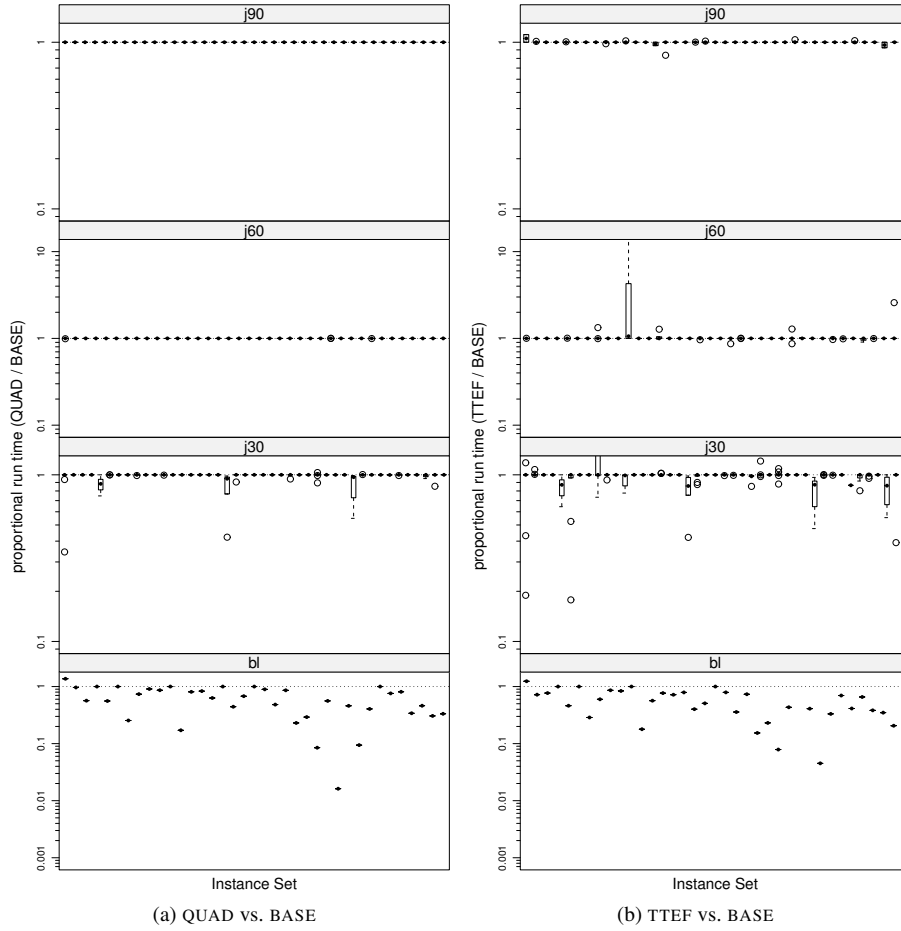 j90
1
0.1
j60
10
1
0.1
j30
1
0.1
bl
1
0.1
0.01
0.001
proportional run time (QUAD / BASE)
Instance Set
(a) QUAD vs. BASE
j90
1
0.1
j60
10
1
0.1
j30
1
0.1
bl
1
0.1
0.01
0.001
proportional run time (TTEF / BASE)
Instance Set
(b) TTEF vs. BASE